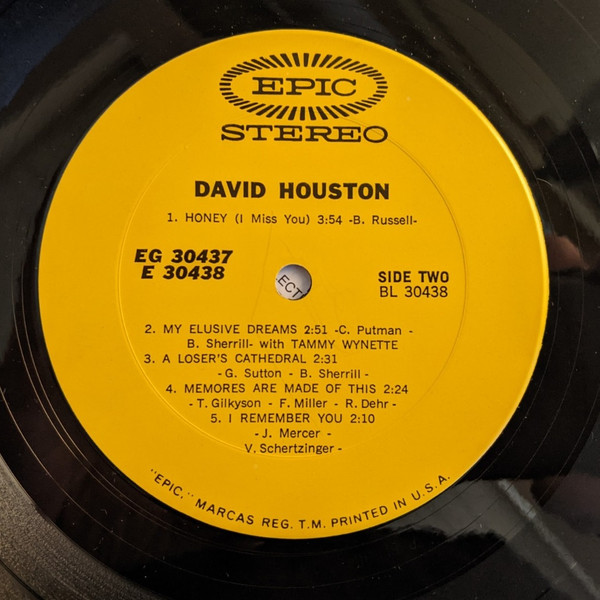 EPIC
STEREO
DAVID HOUSTON
1. HONEY (I Miss You) 3:54 -B. Russell-
EG 30437
E 30438
ECT
SIDE TWO
BL 30438
2. MY ELUSIVE DREAMS 2:51 -C. Putman -
B. Sherrill- with TAMMY WYNETTE
3. A LOSER'S CATHEDRAL 2:31
-G. Sutton - B. Sherrill -
4. MEMORES ARE MADE OF THIS 2:24
- T. Gilkyson - F. Miller - R. Dehr -
5. I REMEMBER YOU 2:10
- J. Mercer -
V. Schertzinger -
"EPIC," MARCAS REG. T.M. PRINTED IN U.S.A.